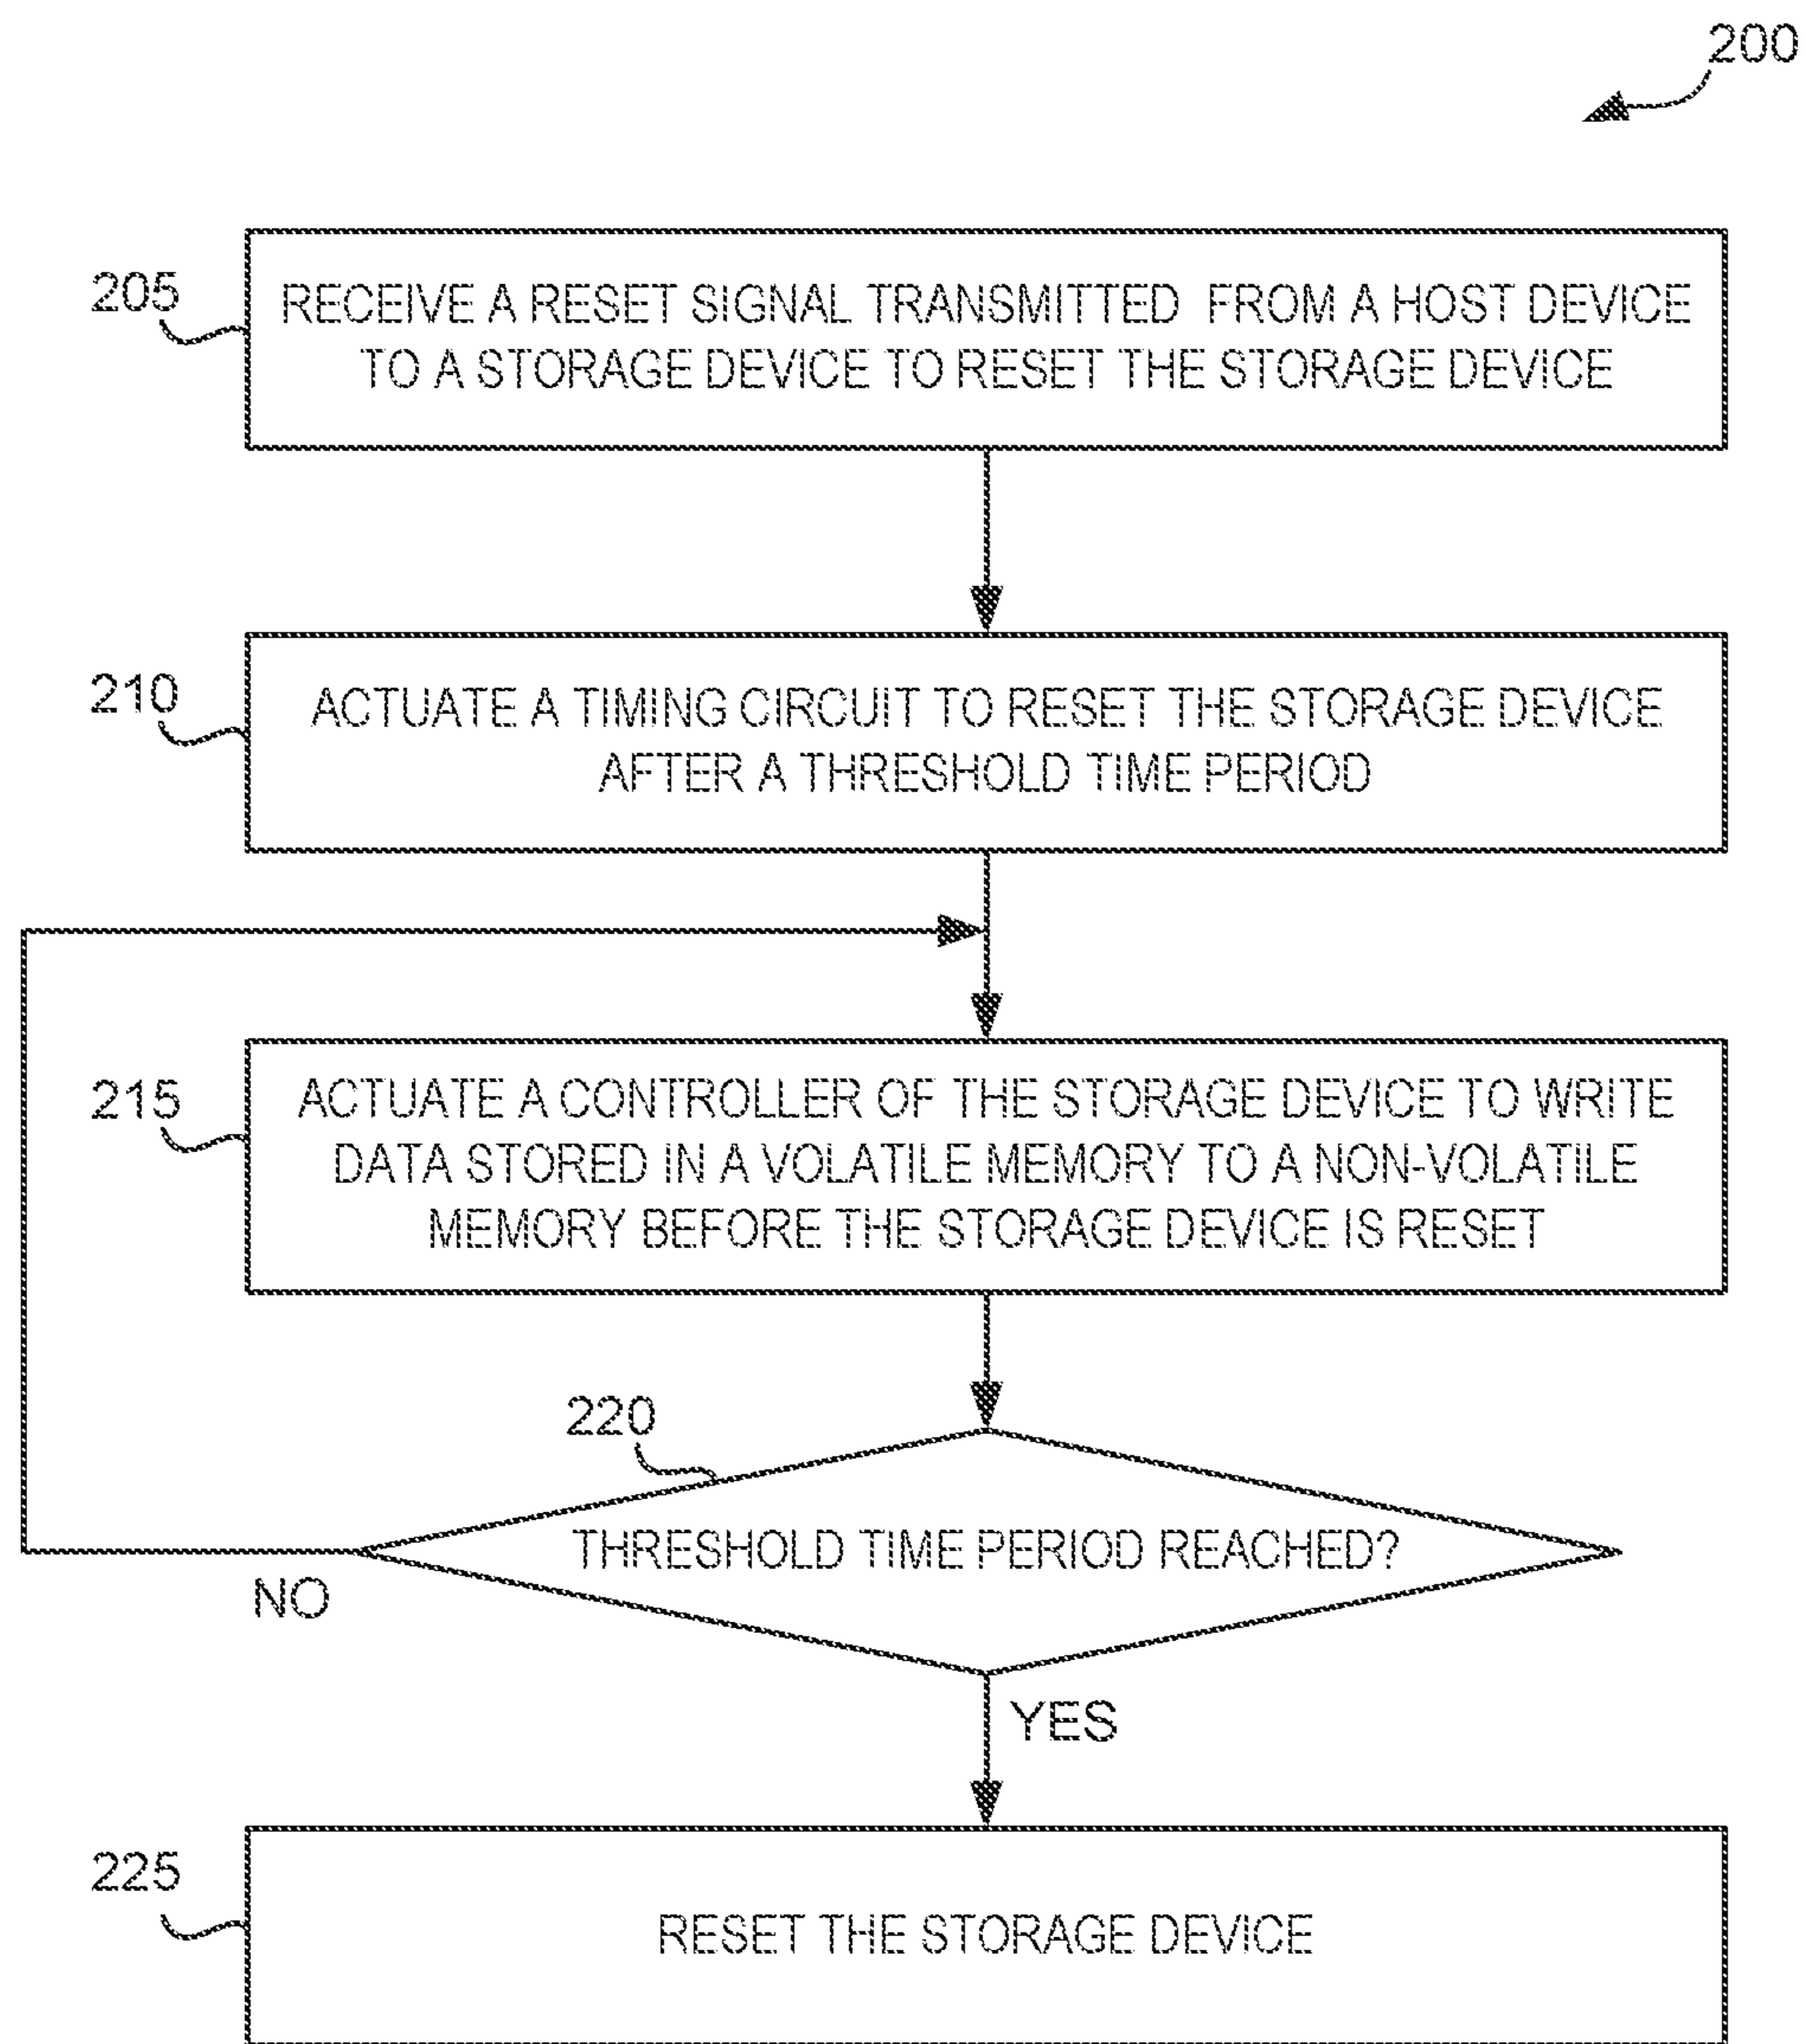 200
205
RECEIVE A RESET SIGNAL TRANSMITTED FROM A HOST DEVICE
TO A STORAGE DEVICE TO RESET THE STORAGE DEVICE
210
ACTUATE A TIMING CIRCUIT TO RESET THE STORAGE DEVICE
AFTER A THRESHOLD TIME PERIOD
215
ACTUATE A CONTROLLER OF THE STORAGE DEVICE TO WRITE
DATA STORED IN A VOLATILE MEMORY TO A NON-VOLATILE
MEMORY BEFORE THE STORAGE DEVICE IS RESET
220
THRESHOLD TIME PERIOD REACHED?
NO
YES
225
RESET THE STORAGE DEVICE